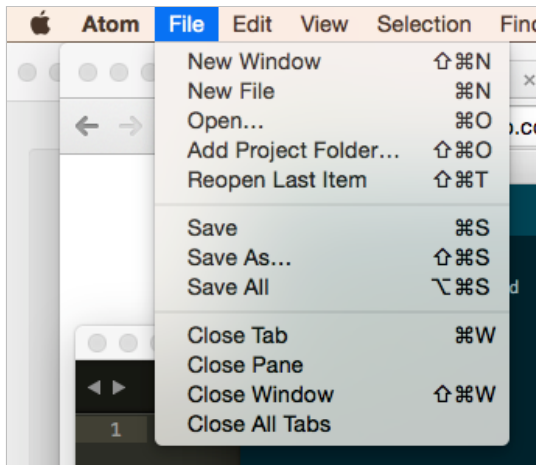 Atom File Edit View Selection Find
New Window ⇧⌘N
New File ⌘N
Open... ⌘O
Add Project Folder... ⇧⌘O
Reopen Last Item ⇧⌘T
Save ⌘S
Save As... ⇧⌘S
Save All ⌥⌘S
Close Tab ⌘W
Close Pane
Close Window ⇧⌘W
Close All Tabs
1